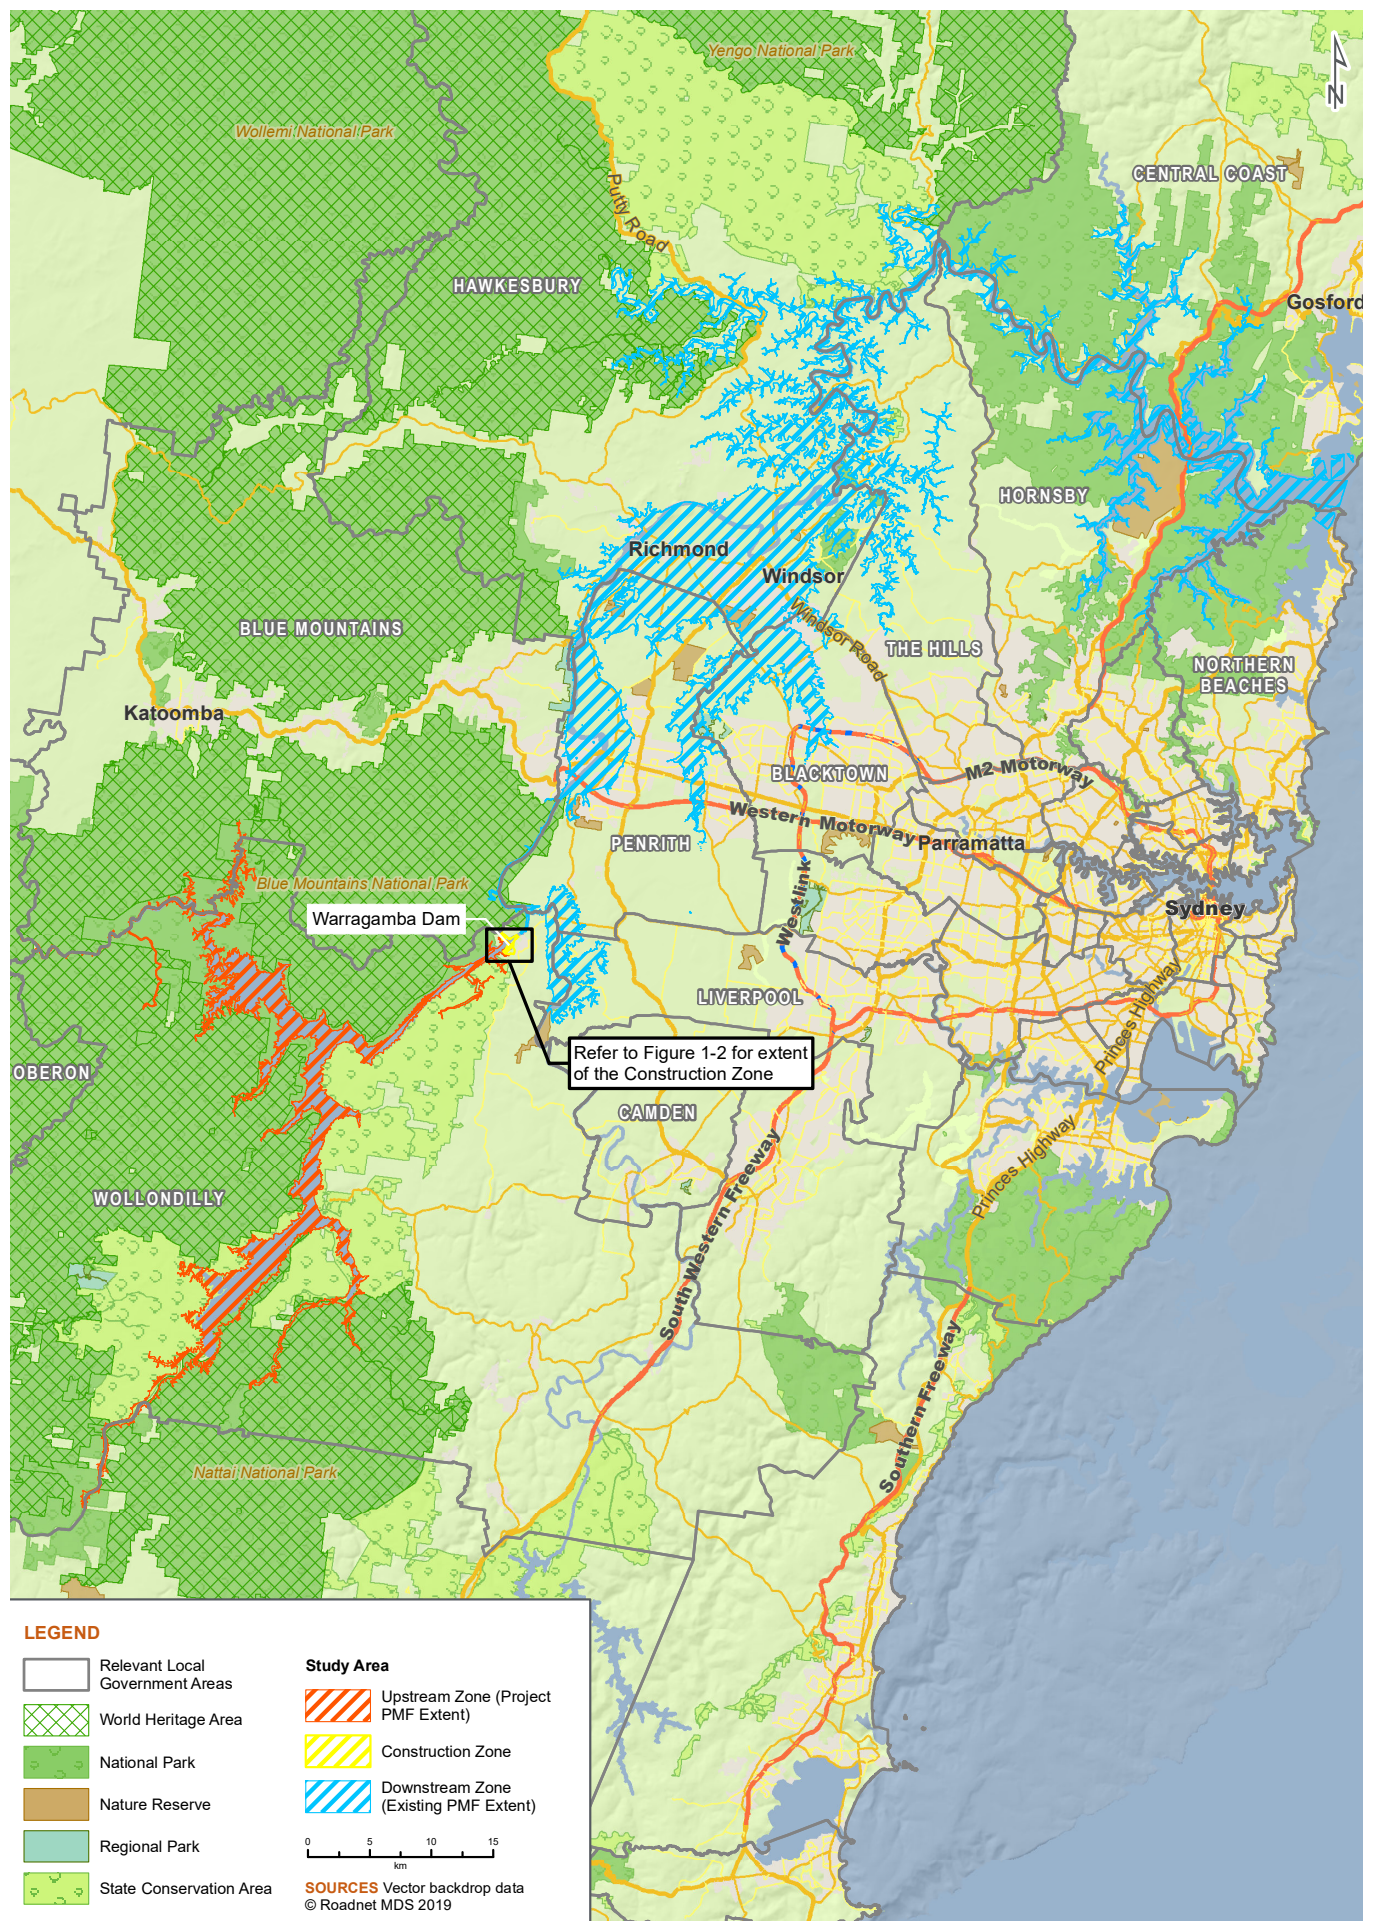 Yengo National Park
Wollemi National Park
N
CENTRAL COAST
Putty Road
HAWKESBURY
Gosford
HORNSBY
Richmond
Windsor
Windsor Road
BLUE MOUNTAINS
THE HILLS
NORTHERN
BEACHES
Katoomba
M2 Motorway
BLACKTOWN
Western Motorway
Parramatta
PENRITH
Blue Mountains National Park
Westlink
Sydney
Warragamba Dam
LIVERPOOL
Princes Highway
Refer to Figure 1-2 for extent
of the Construction Zone
OBERON
CAMDEN
Princes Highway
WOLLONDILLY
South Western Freeway
Southern Freeway
Nattai National Park
LEGEND
Relevant Local
Government Areas
World Heritage Area
National Park
Nature Reserve
Regional Park
State Conservation Area
Study Area
Upstream Zone (Project
PMF Extent)
Construction Zone
Downstream Zone
(Existing PMF Extent)
0 5 10 15
km
SOURCES Vector backdrop data
© Roadnet MDS 2019